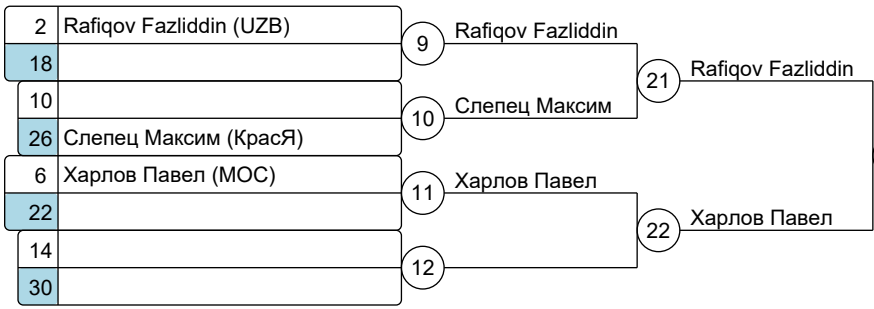 2 Rafiqov Fazliddin (UZB)
18
10
26 Слепец Максим (КрасЯ)
6 Харлов Павел (МОС)
22
14
30
9 Rafiqov Fazliddin
10 Слепец Максим
11 Харлов Павел
12
21 Rafiqov Fazliddin
22 Харлов Павел